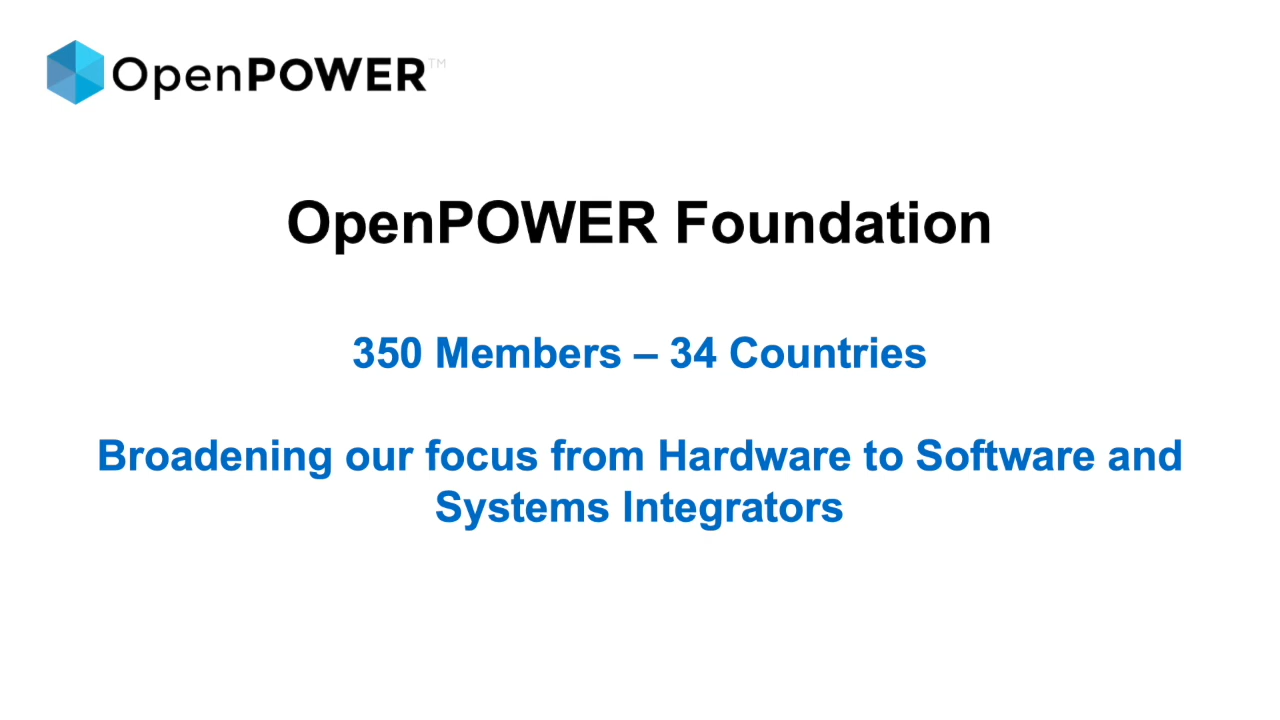 OpenPOWER™
OpenPOWER Foundation
350 Members – 34 Countries
Broadening our focus from Hardware to Software and
Systems Integrators